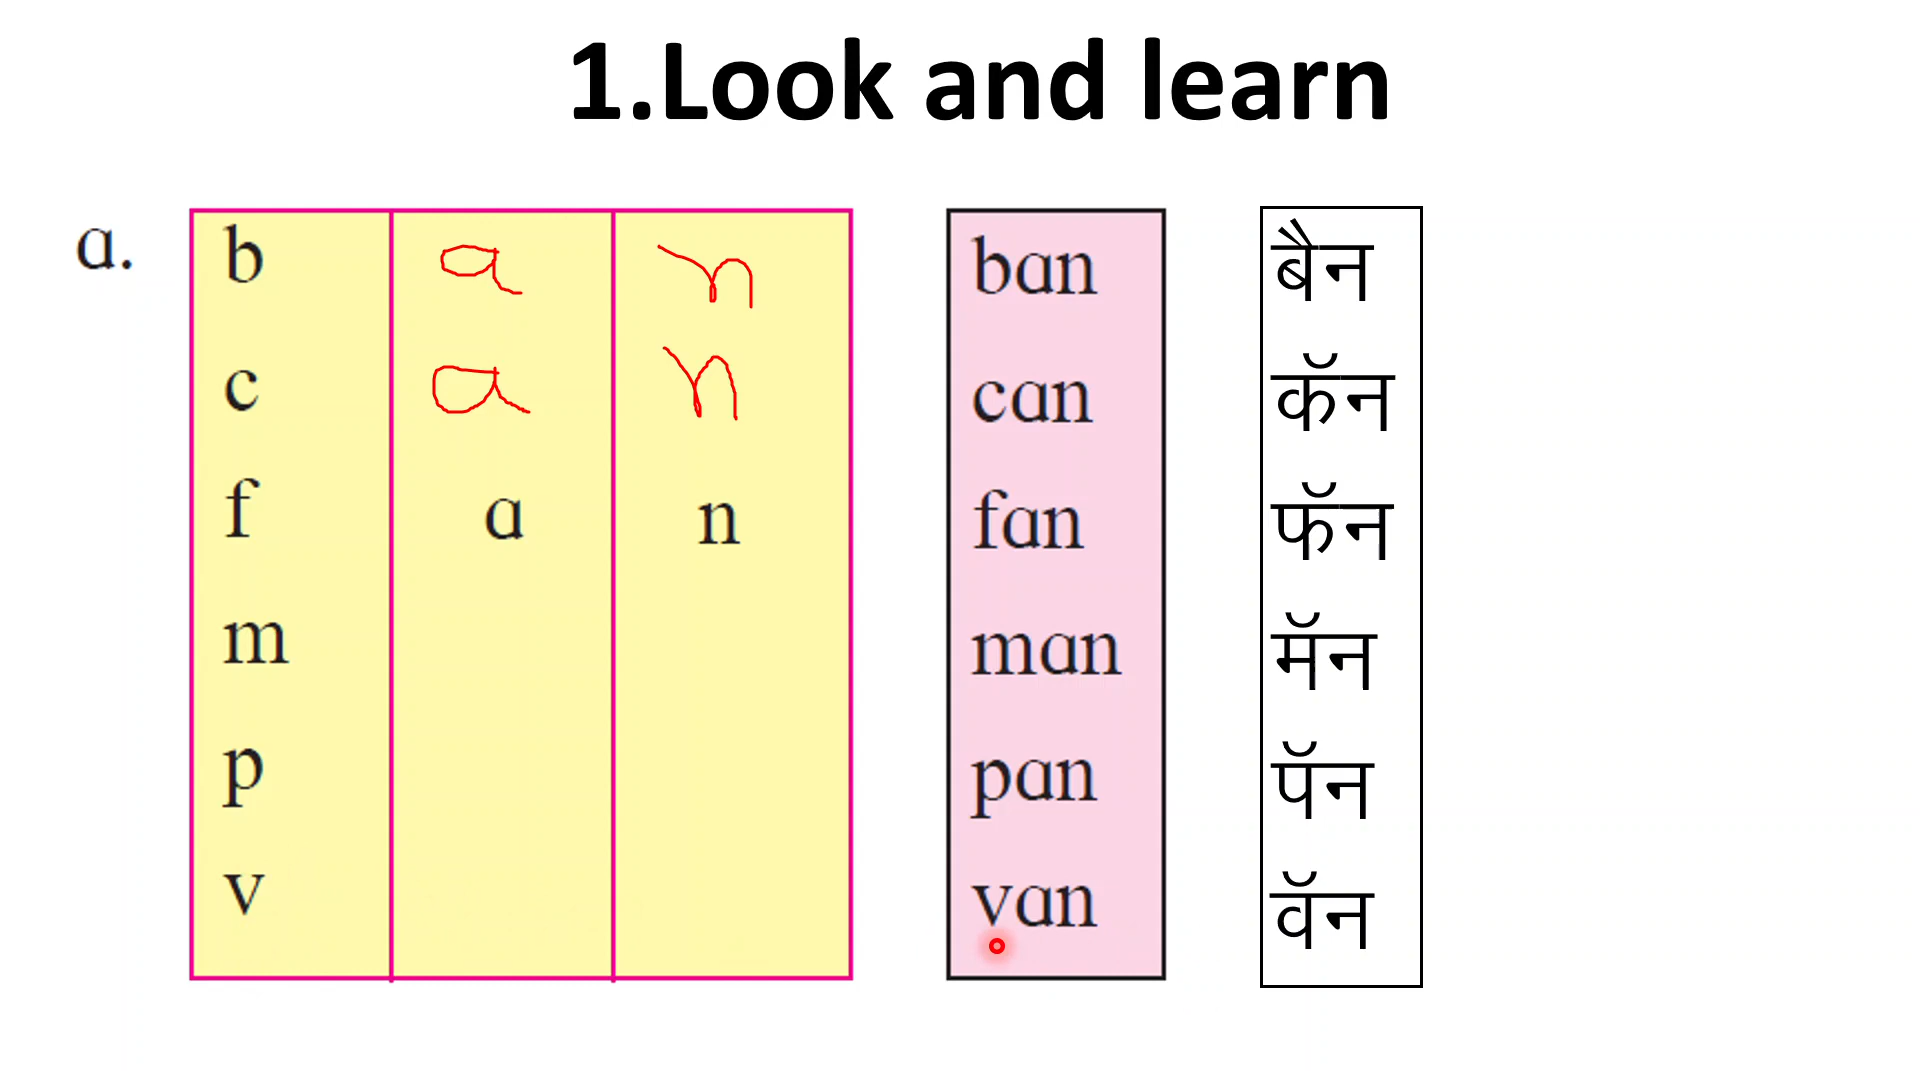 1.Look and learn
a. b a n ban बैन
c a n can कॅन
f a n fan फॅन
m man मॅन
p pan पॅन
v van वॅन